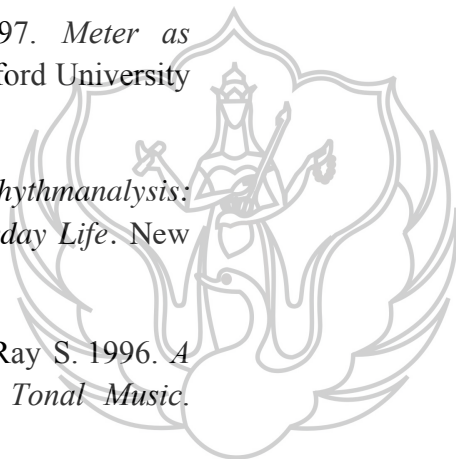 97. Meter as
ford University
hythmanalysis:
day Life. New
Ray S. 1996. A
Tonal Music.